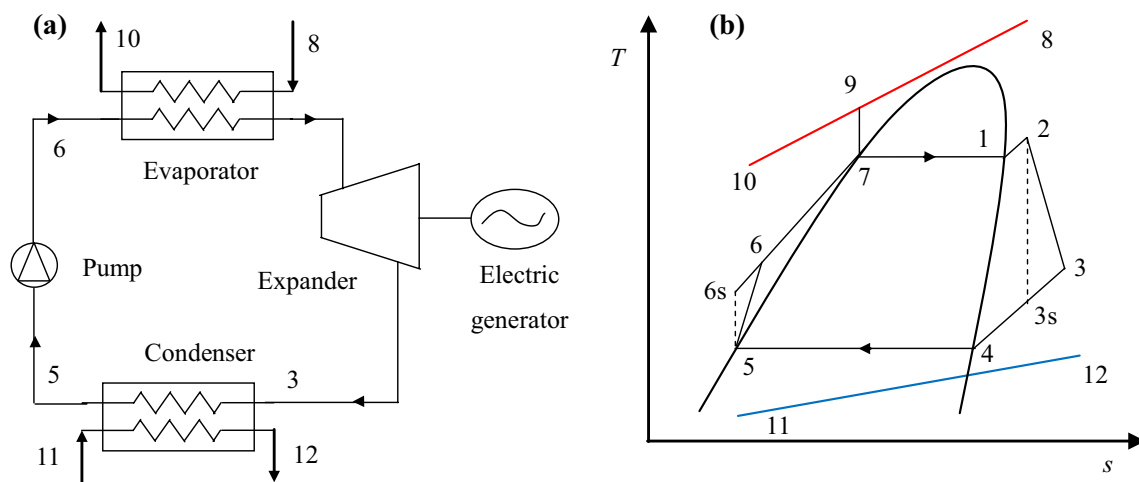 (a)
10
8
6
Evaporator
Pump
Expander
Electric
generator
Condenser
5
3
11
12
(b)
T
8
9
1
2
10
7
6
6s
3
3s
5
4
12
11
s